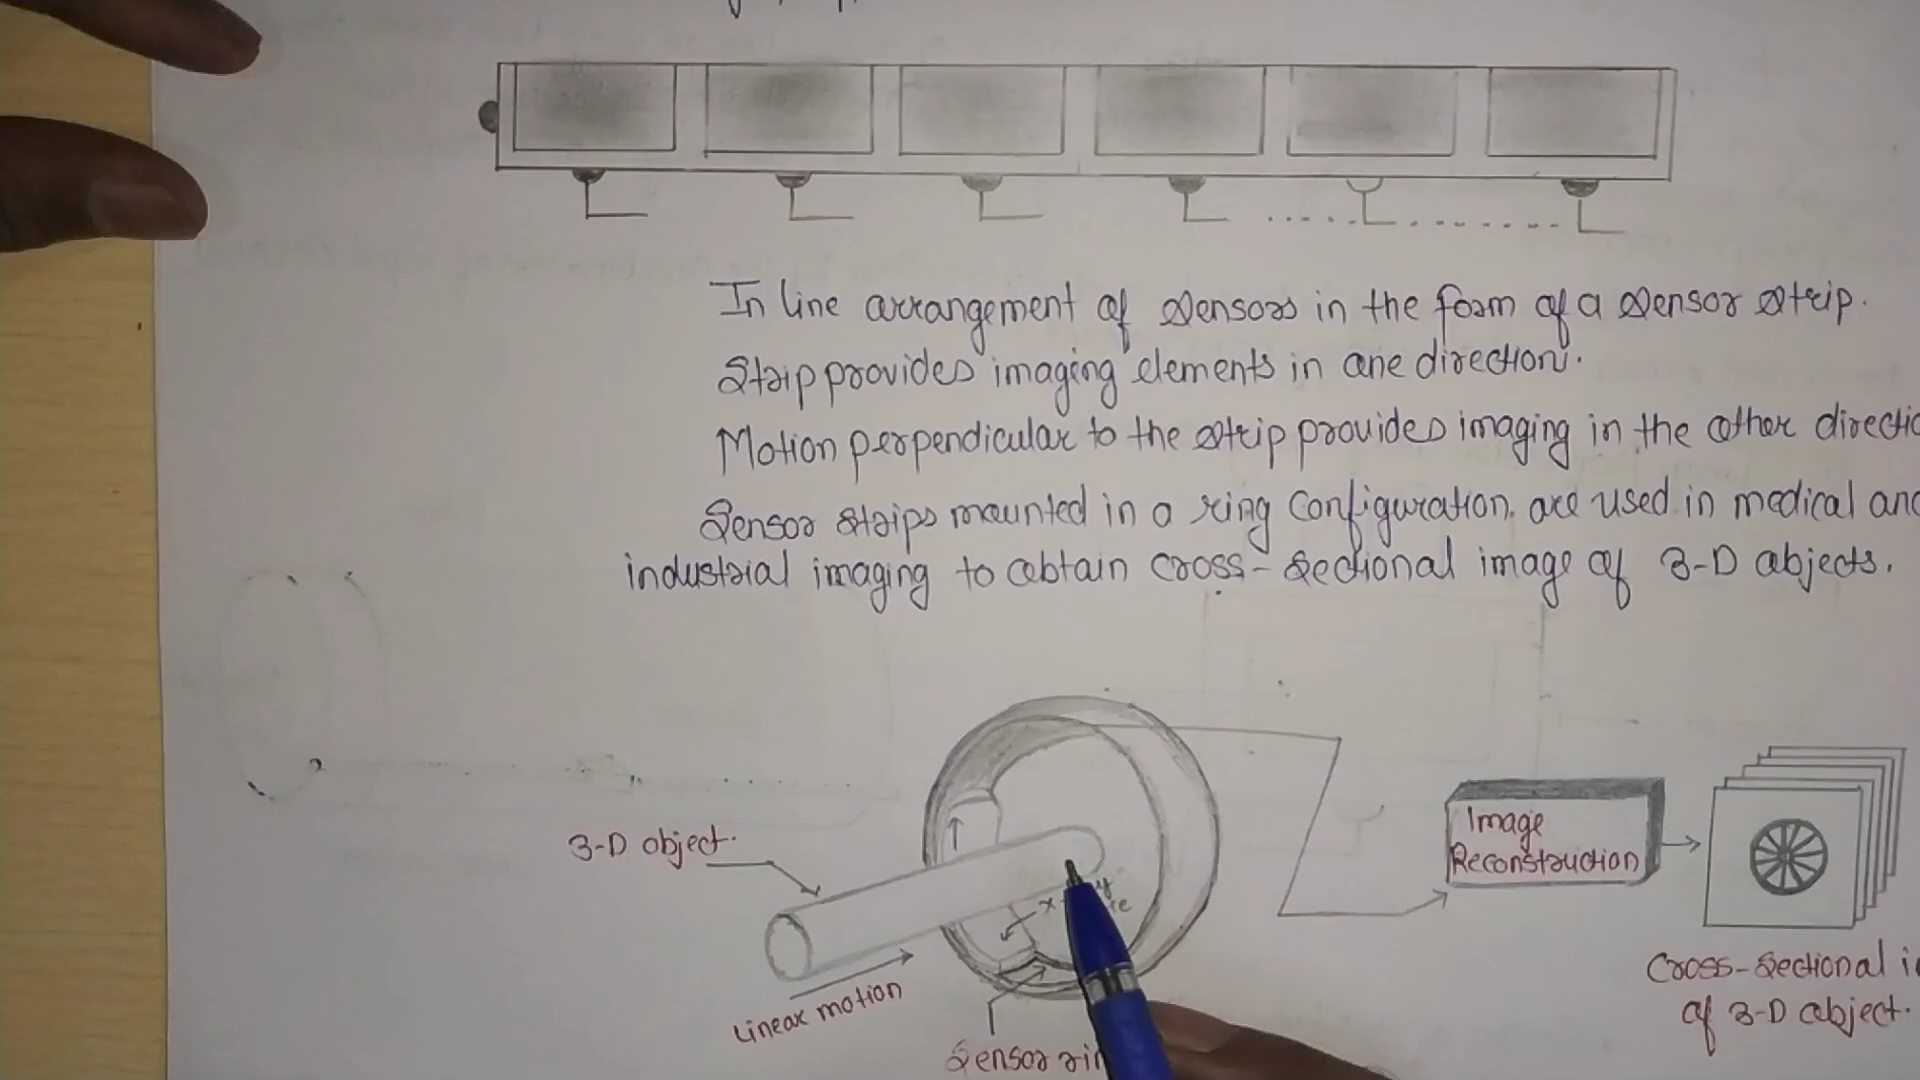 In line arrangement of sensors in the form of a sensor strip.
Strip provides imaging elements in one direction.
Motion perpendicular to the strip provides imaging in the other
Sensor strips mounted in a ring configuration are used in medical and
industrial imaging to obtain cross-sectional image of 3-D objects.
3-D object.
Image
Reconstruction
Linear motion
Cross-sectional
of 3-D object.
Sensor